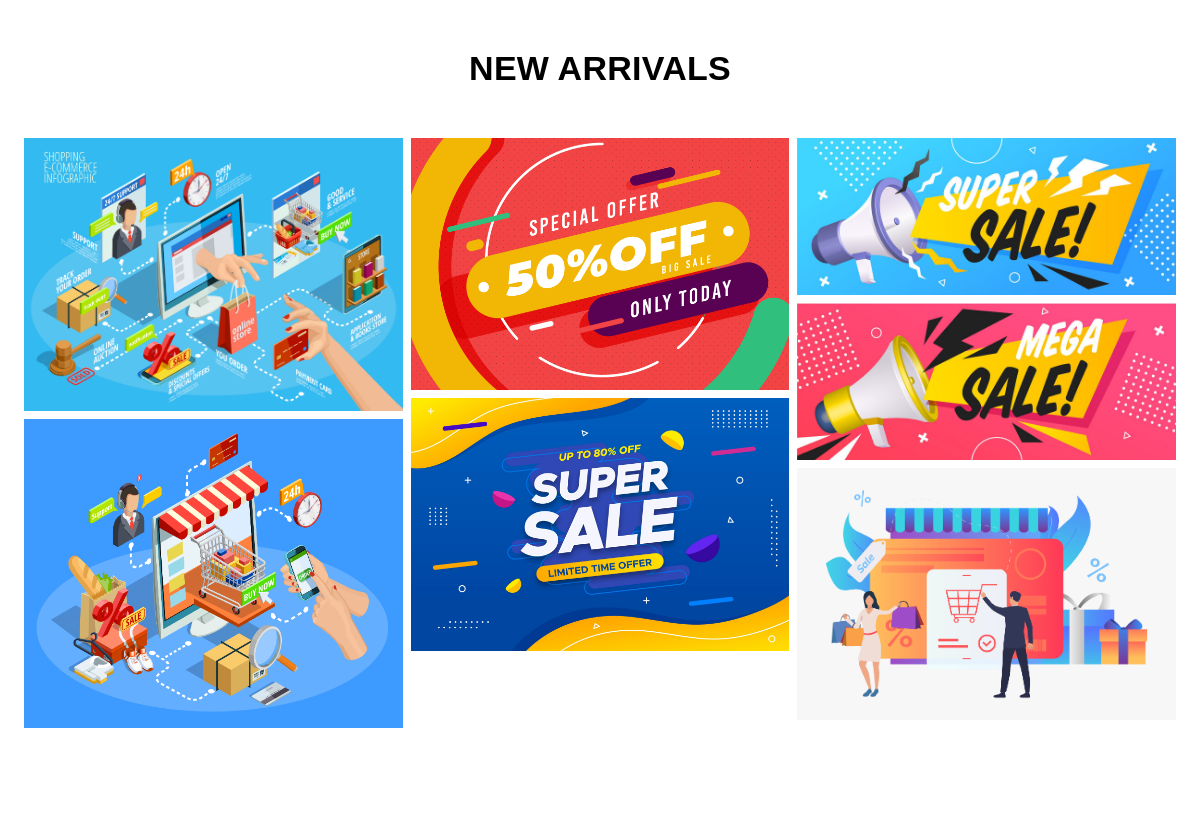 NEW ARRIVALS
SHOPPING
E-COMMERCE
INFOGRAPHIC
24/7 SUPPORT
24h
OPEN
24/7
GOOD
& SERVICE
BUY NOW
SUPPORT
TRACK
YOUR ORDER
STORE
ONLINE
AUCTION
SOLD
%
SALE
DISCOUNTS
& SPECIAL OFFERS
online
store
YOU ORDER
PAYMENT CARD
APPLICATION
& BOOKS STORE
Support
24h
%
SALE
BUY NOW
SPECIAL OFFER
50%OFF
BIG SALE
ONLY TODAY
UP TO 80% OFF
SUPER
SALE
LIMITED TIME OFFER
SUPER
SALE!
MEGA
SALE!
%
Sale
%
%